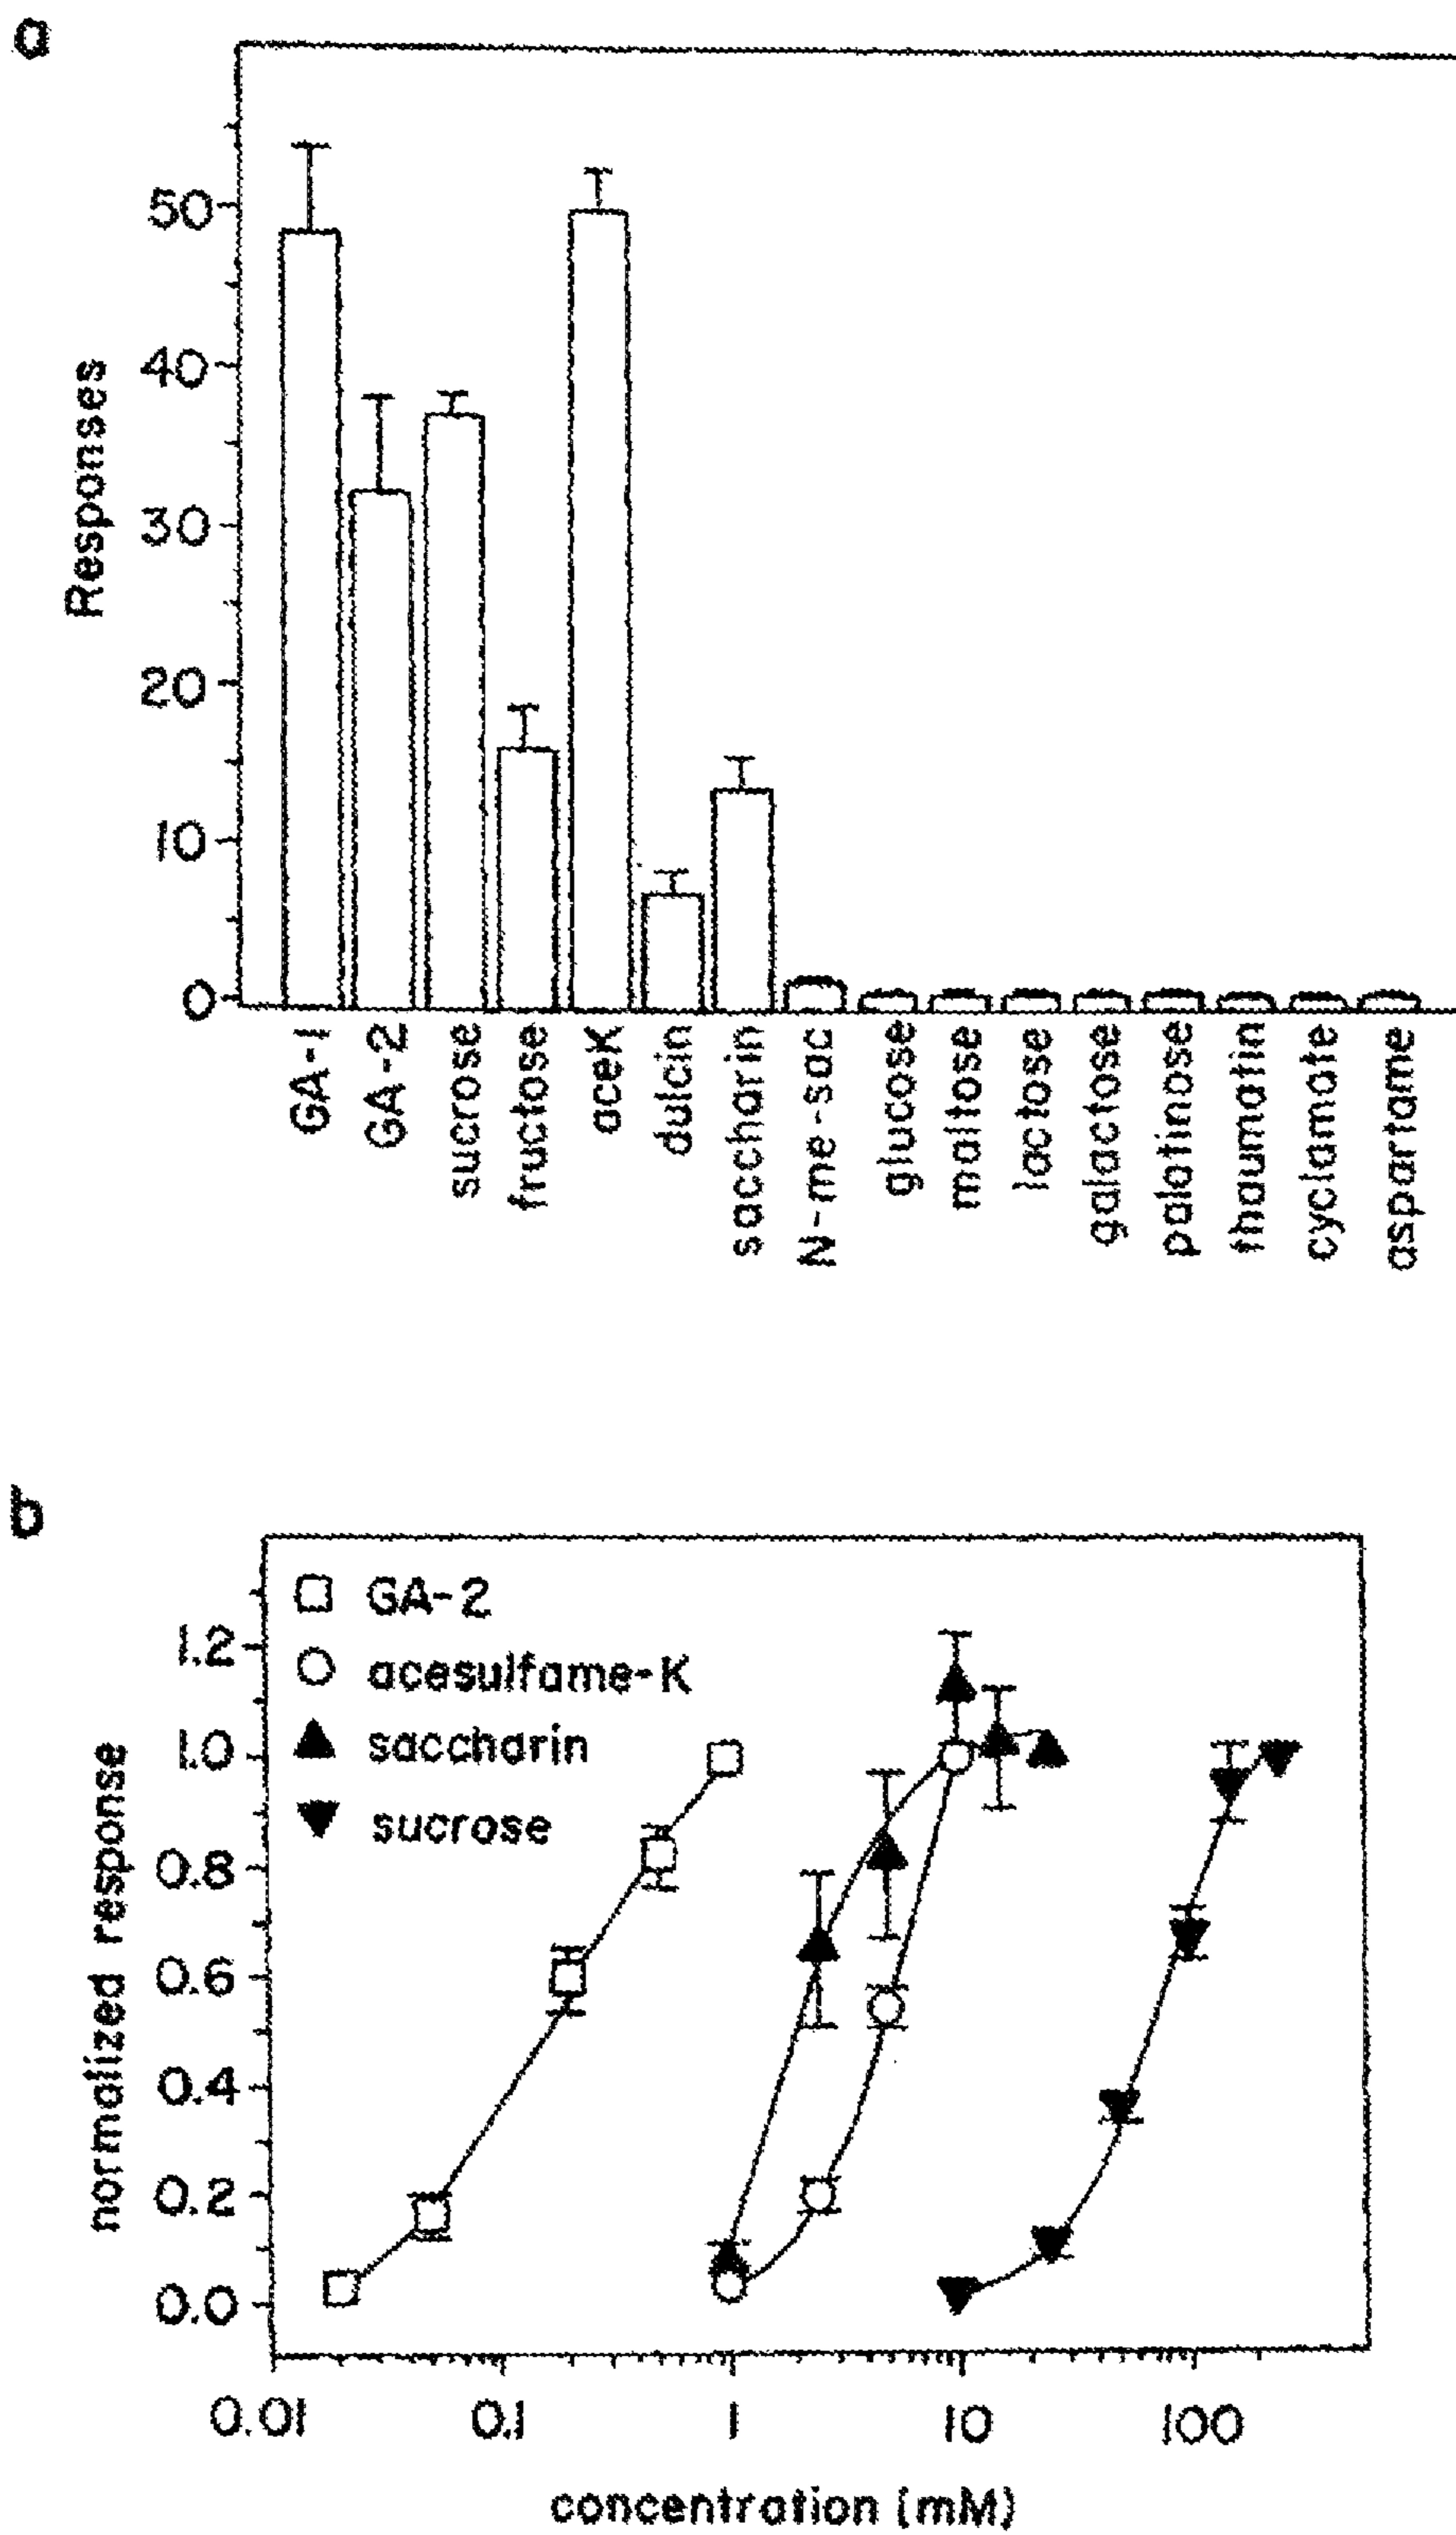 a
Responses
50
40
30
20
10
0
GA-1
GA-2
sucrose
fructose
aceK
dulcin
saccharin
N-me-sac
glucose
maltose
lactose
galactose
palatinose
thaumatin
cyclamate
aspartame
b
GA-2
acesulfame-K
saccharin
sucrose
normalized response
1.2
1.0
0.8
0.6
0.4
0.2
0.0
0.01 0.1 1 10 100
concentration (mM)